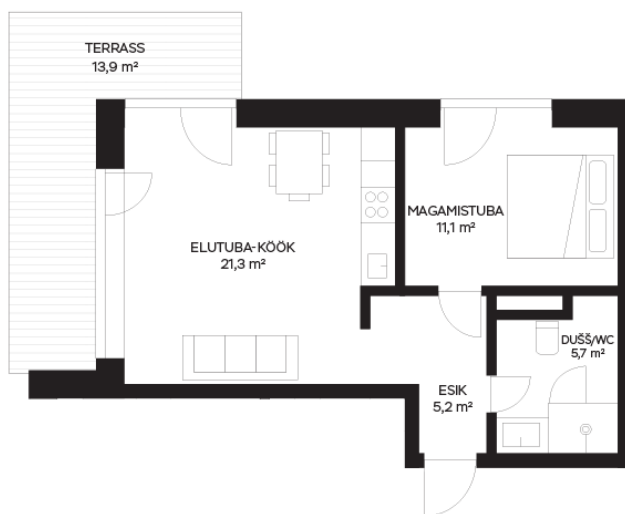 TERRASS
13,9 m²
MAGAMISTUBA
11,1 m²
ELUTUBA-KÖÖK
21,3 m²
DUŠŠ/WC
5,7 m²
ESIK
5,2 m²